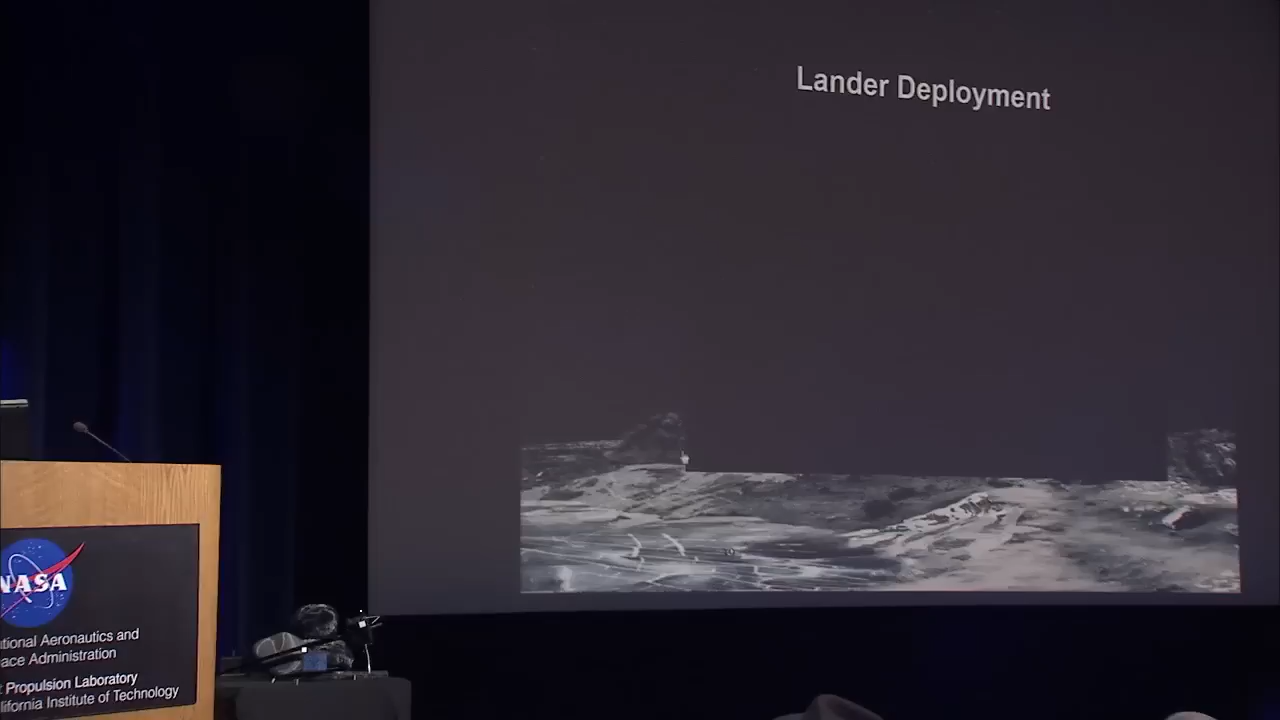 Lander Deployment
NASA
tional Aeronautics and
ace Administration
t Propulsion Laboratory
lifornia Institute of Technology